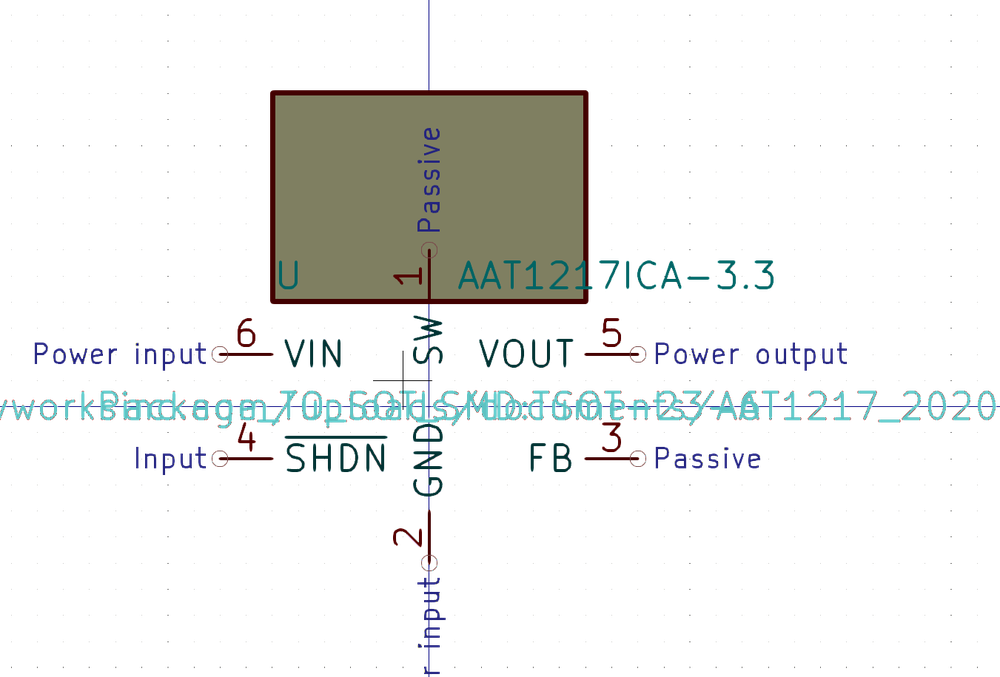 Passive
1
U
AAT1217ICA-3.3
SW
6
5
Power input
VIN
VOUT
Power output
4
3
Input
SHDN
GND
FB
Passive
2
r input